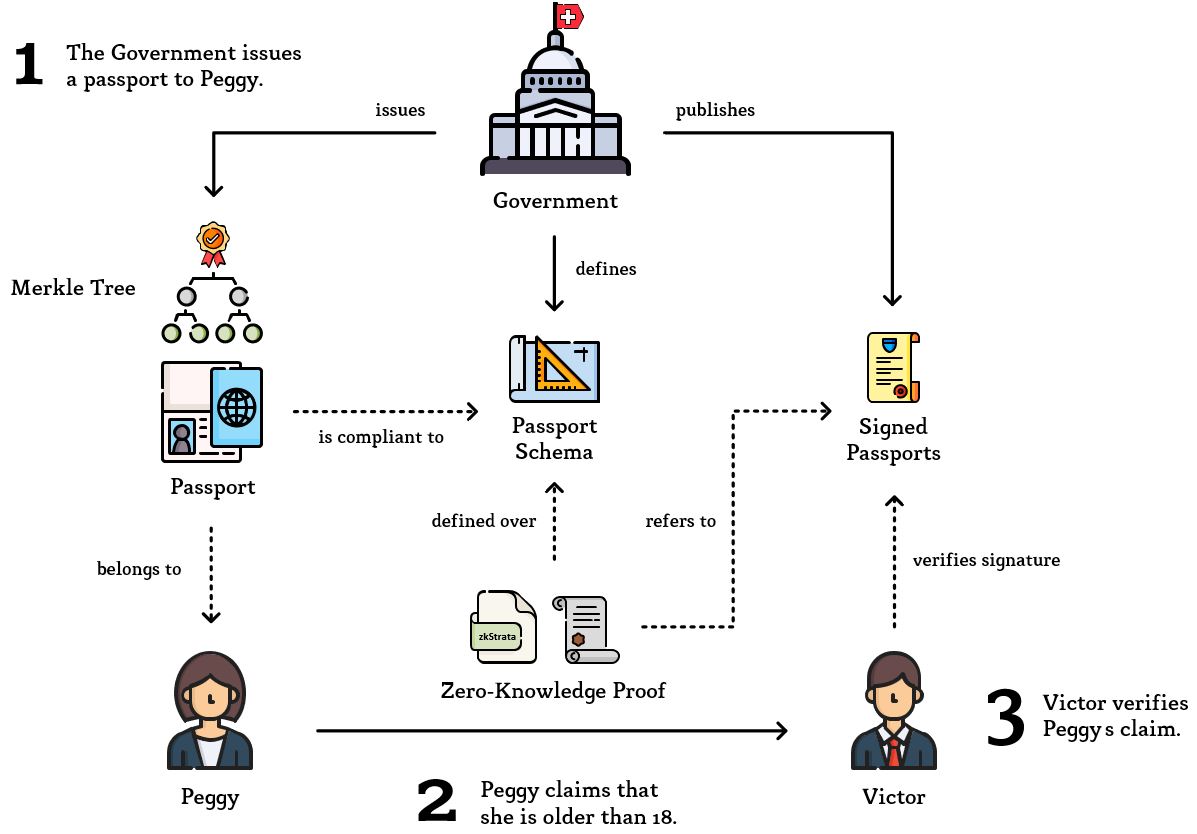 1
The Government issues
a passport to Peggy.
issues
publishes
Government
defines
Merkle Tree
Passport
Schema
Signed
Passports
is compliant to
Passport
defined over
refers to
verifies signature
belongs to
zkStrata
Zero-Knowledge Proof
3
Victor verifies
Peggy s claim.
Peggy
2
Peggy claims that
she is older than 18.
Victor